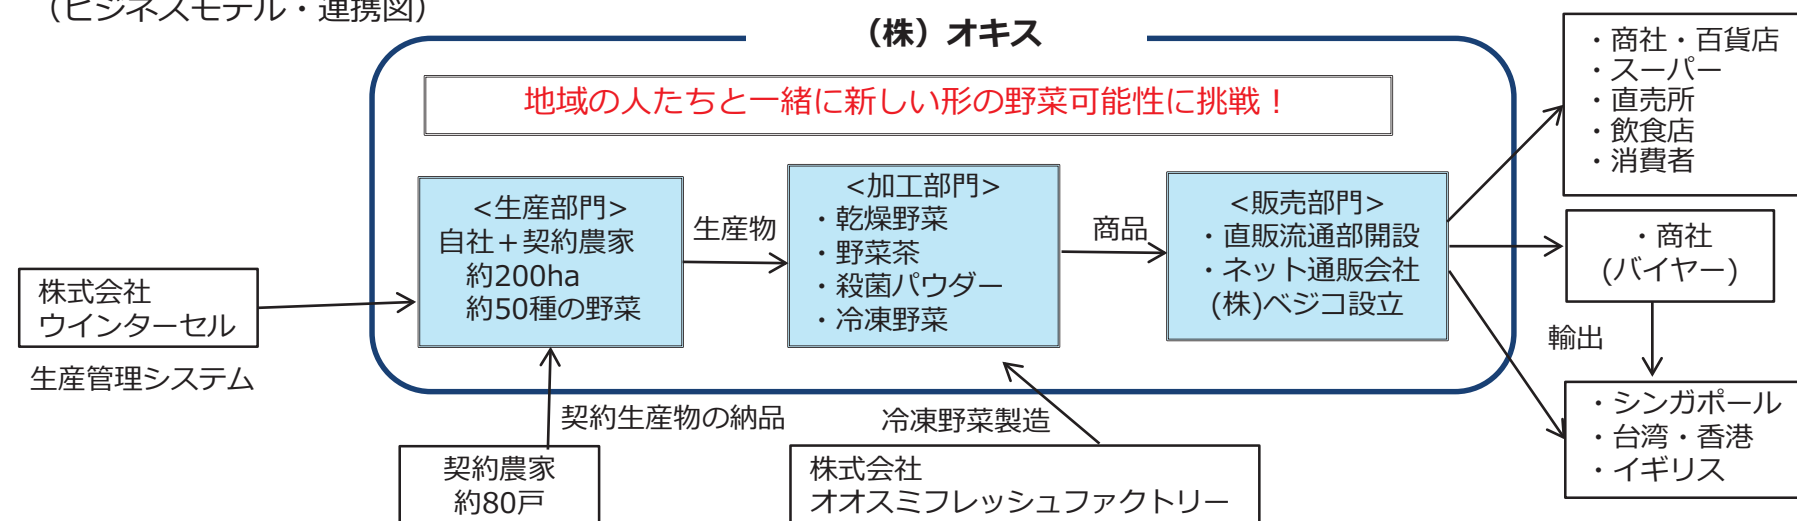 （ビジネスモデル・連携図）
（株）オキス
地域の人たちと一緒に新しい形の野菜可能性に挑戦！
<生産部門>
自社＋契約農家
約200ha
約50種の野菜
生産物
<加工部門>
・乾燥野菜
・野菜茶
・殺菌パウダー
・冷凍野菜
商品
<販売部門>
・直販流通部開設
・ネット通販会社
(株)ベジコ設立
・商社・百貨店
・スーパー
・直売所
・飲食店
・消費者
・商社
(バイヤー)
輸出
・シンガポール
・台湾・香港
・イギリス
株式会社
ウインターセル
生産管理システム
契約生産物の納品
契約農家
約80戸
冷凍野菜製造
株式会社
オオスミフレッシュファクトリー